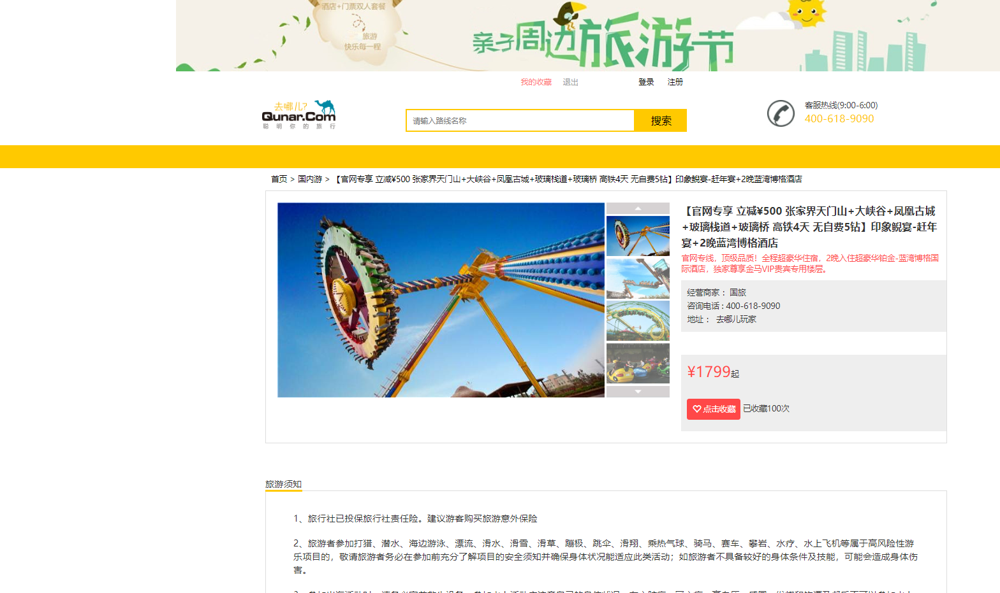 酒店+门票双人套餐
旅游
快乐每一程
亲子周边旅游节
我的收藏 退出 登录 注册
去哪儿?
Qunar.Com
聪明你的旅行
请输入路线名称 搜索
客服热线(9:00-6:00)
400-618-9090
首页 > 国内游 > 【官网专享 立减¥500 张家界天门山+大峡谷+凤凰古城+玻璃栈道+玻璃桥 高铁4天 无自费5钻】印象鲵宴-赶年宴+2晚蓝湾博格酒店
【官网专享 立减¥500 张家界天门山+大峡谷+凤凰古城
+玻璃栈道+玻璃桥 高铁4天 无自费5钻】印象鲵宴-赶年
宴+2晚蓝湾博格酒店
官网专线，顶级品质！全程超豪华住宿，2晚入住超豪华铂金-蓝湾博格国
际酒店，独家尊享金马VIP贵宾专用楼层。
经营商家： 国旅
咨询电话 : 400-618-9090
地址： 去哪儿玩家
¥1799起
点击收藏 已收藏100次
旅游须知
1、旅行社已投保旅行社责任险。建议游客购买旅游意外保险
2、旅游者参加打猎、潜水、海边游泳、漂流、滑水、滑雪、滑草、蹦极、跳伞、滑翔、乘热气球、骑马、赛车、攀岩、水疗、水上飞机等属于高风险性游
乐项目的，敬请旅游者务必在参加前充分了解项目的安全须知并确保身体状况能适应此类活动；如旅游者不具备较好的身体条件及技能，可能会造成身体伤
害。